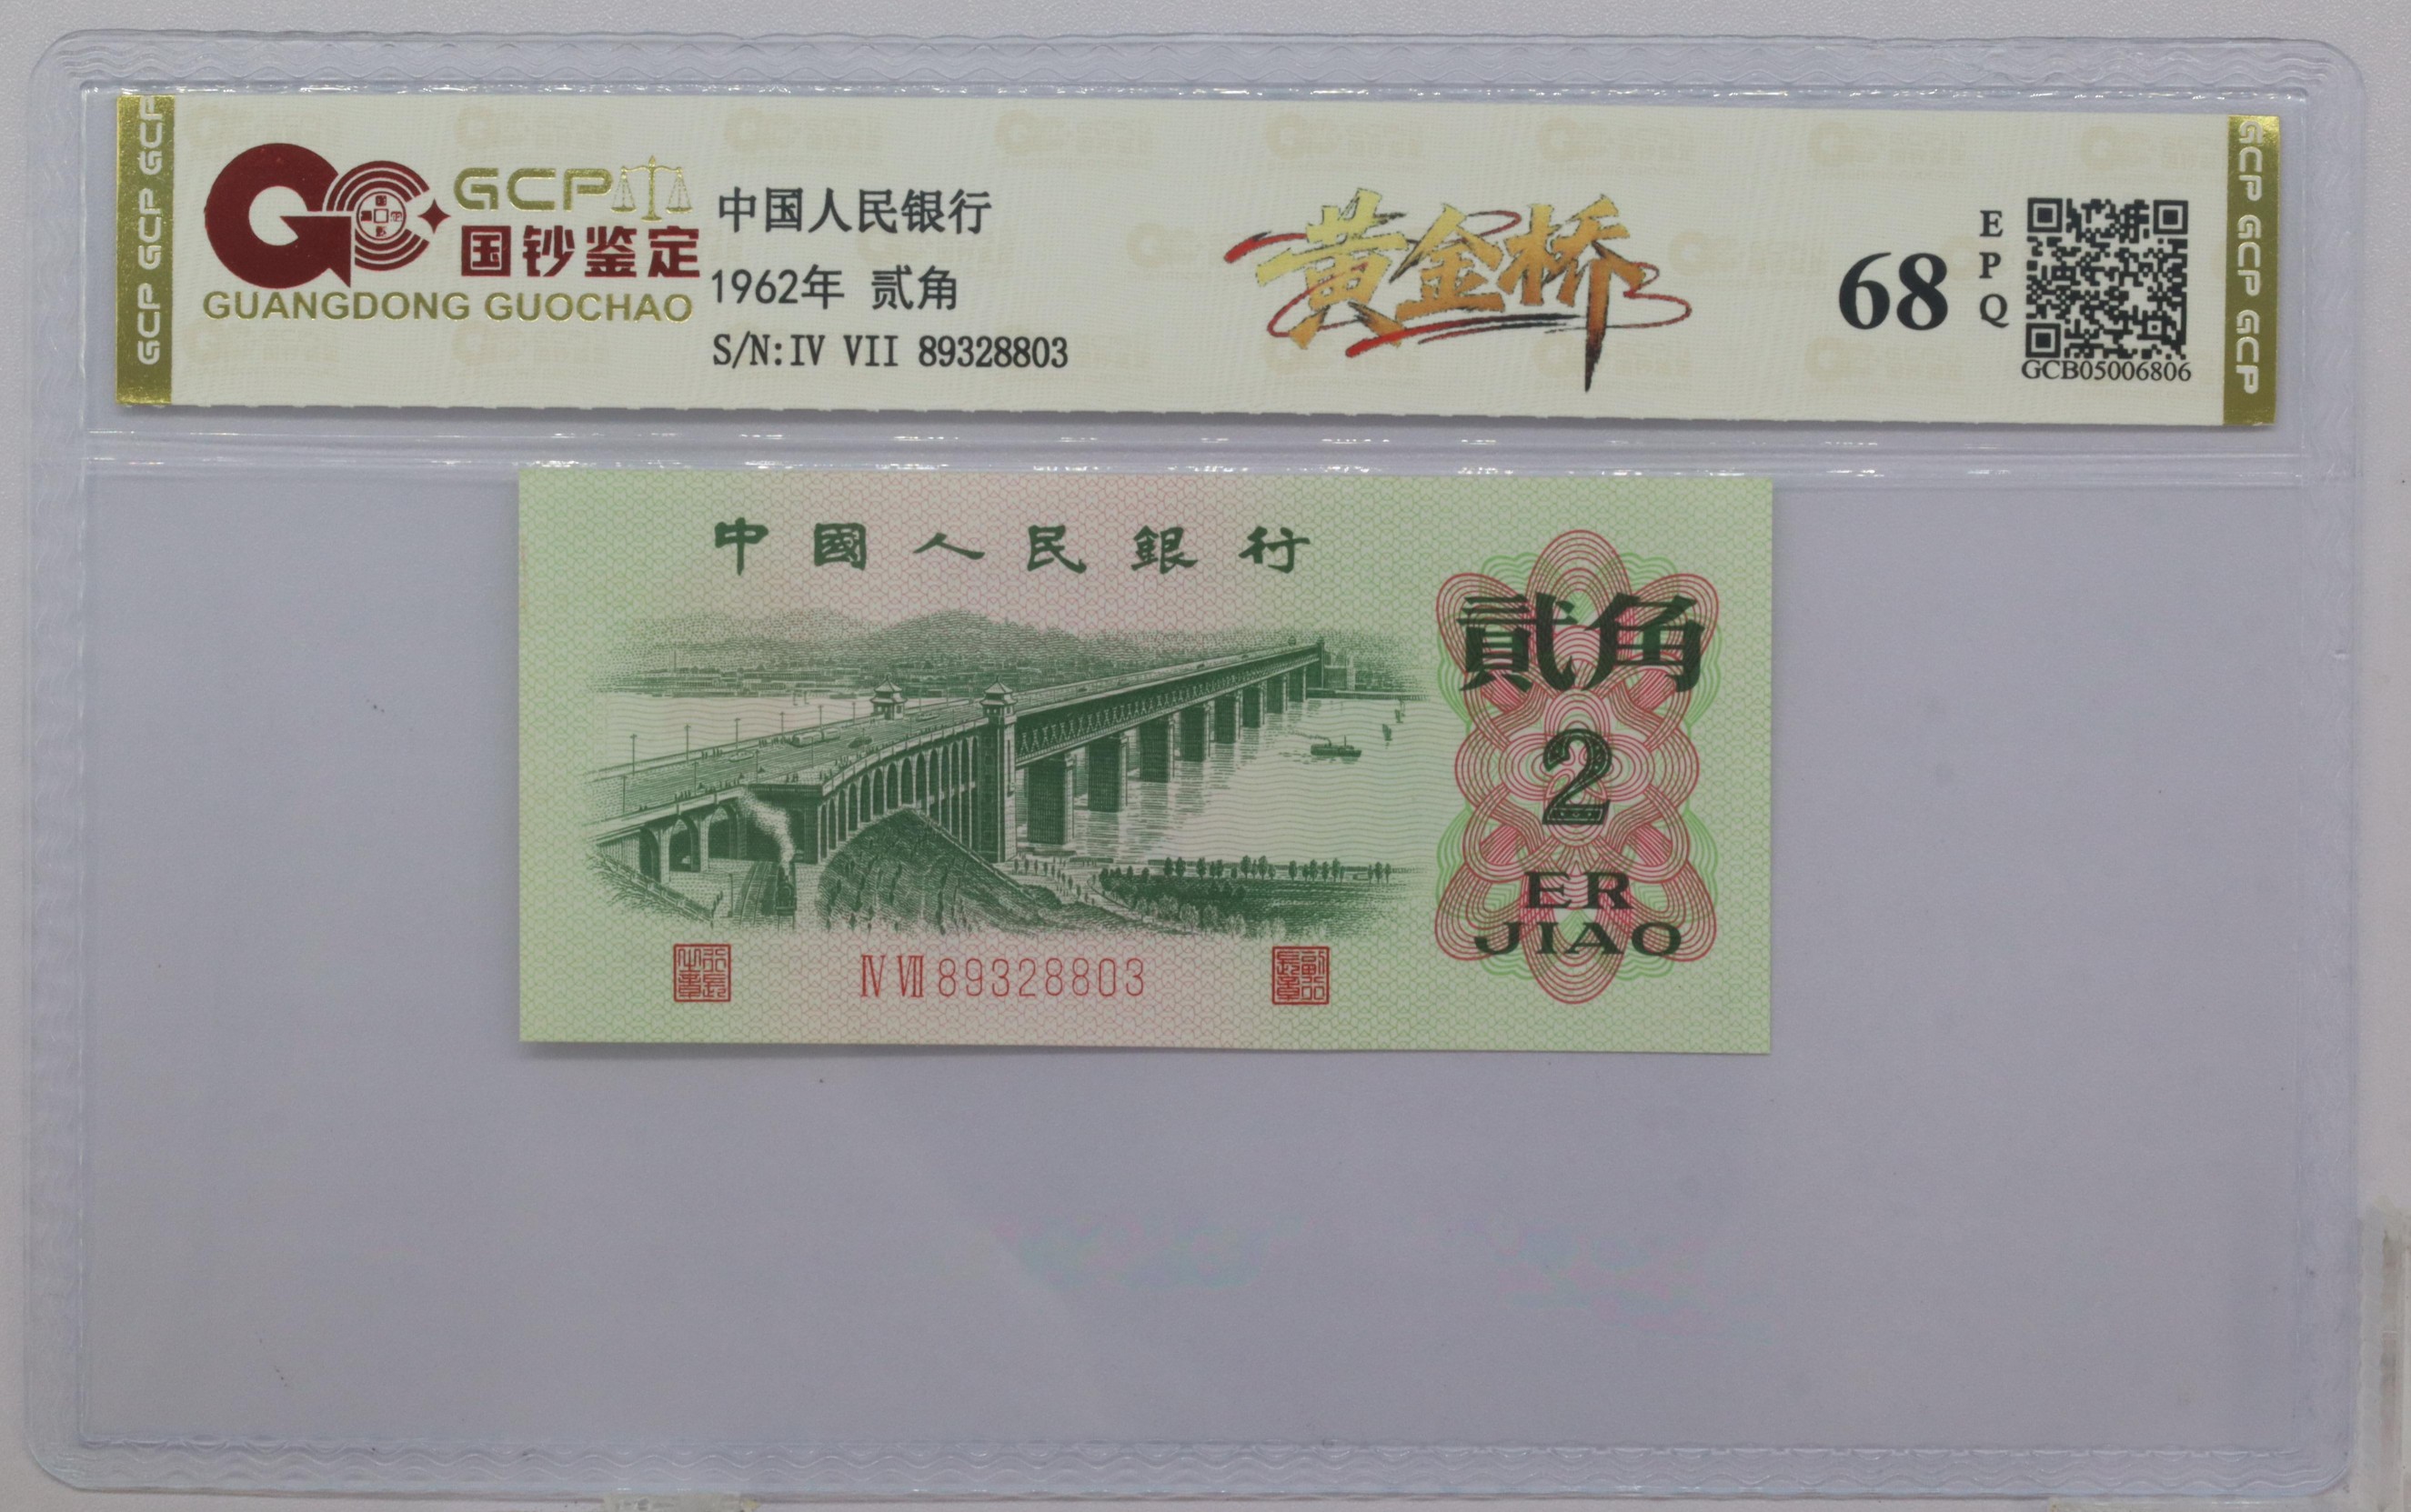 GCP GCP GCP
GCP
国钞鉴定
GUANGDONG GUOCHAO
中国人民银行
1962年 贰角
S/N:IV VII 89328803
黄金桥
68
EPQ
GCB05006806
GCP GCP GCP
中國人民銀行
貳角
2
ER
JIAO
Ⅳ Ⅶ 89328803